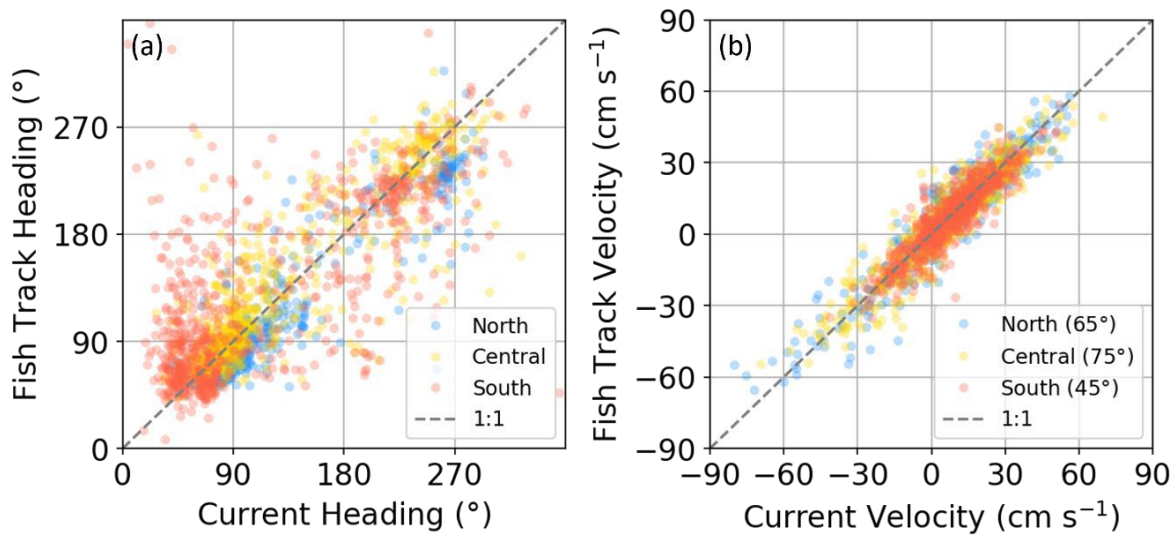 (a)
Fish Track Heading (°)
270
180
90
0
0 90 180 270
Current Heading (°)
North
Central
South
1:1
(b)
Fish Track Velocity (cm s⁻¹)
90
60
30
0
−30
−60
−90
−90 −60 −30 0 30 60 90
Current Velocity (cm s⁻¹)
North (65°)
Central (75°)
South (45°)
1:1